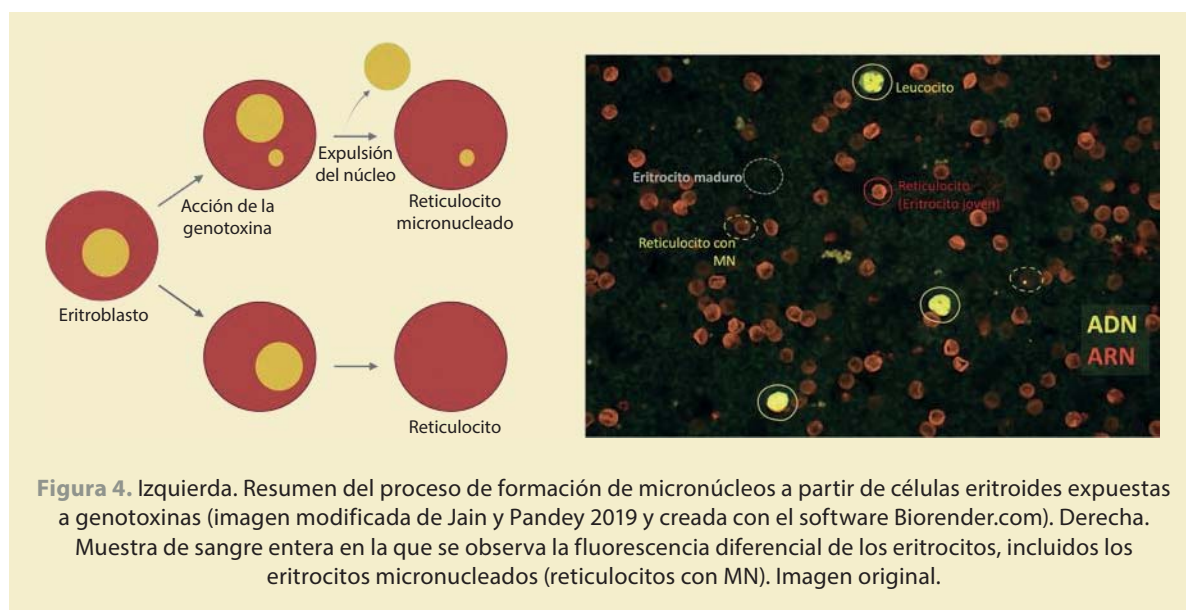 Expulsión
del núcleo
Acción de la
genotoxina
Reticulocito
micronucleado
Eritroblasto
Reticulocito
Leucocito
Eritrocito maduro
Reticulocito
(Eritrocito joven)
Reticulocito con
MN
ADN
ARN
Figura 4. Izquierda. Resumen del proceso de formación de micronúcleos a partir de células eritroides expuestas
a genotoxinas (imagen modificada de Jain y Pandey 2019 y creada con el software Biorender.com). Derecha.
Muestra de sangre entera en la que se observa la fluorescencia diferencial de los eritrocitos, incluidos los
eritrocitos micronucleados (reticulocitos con MN). Imagen original.